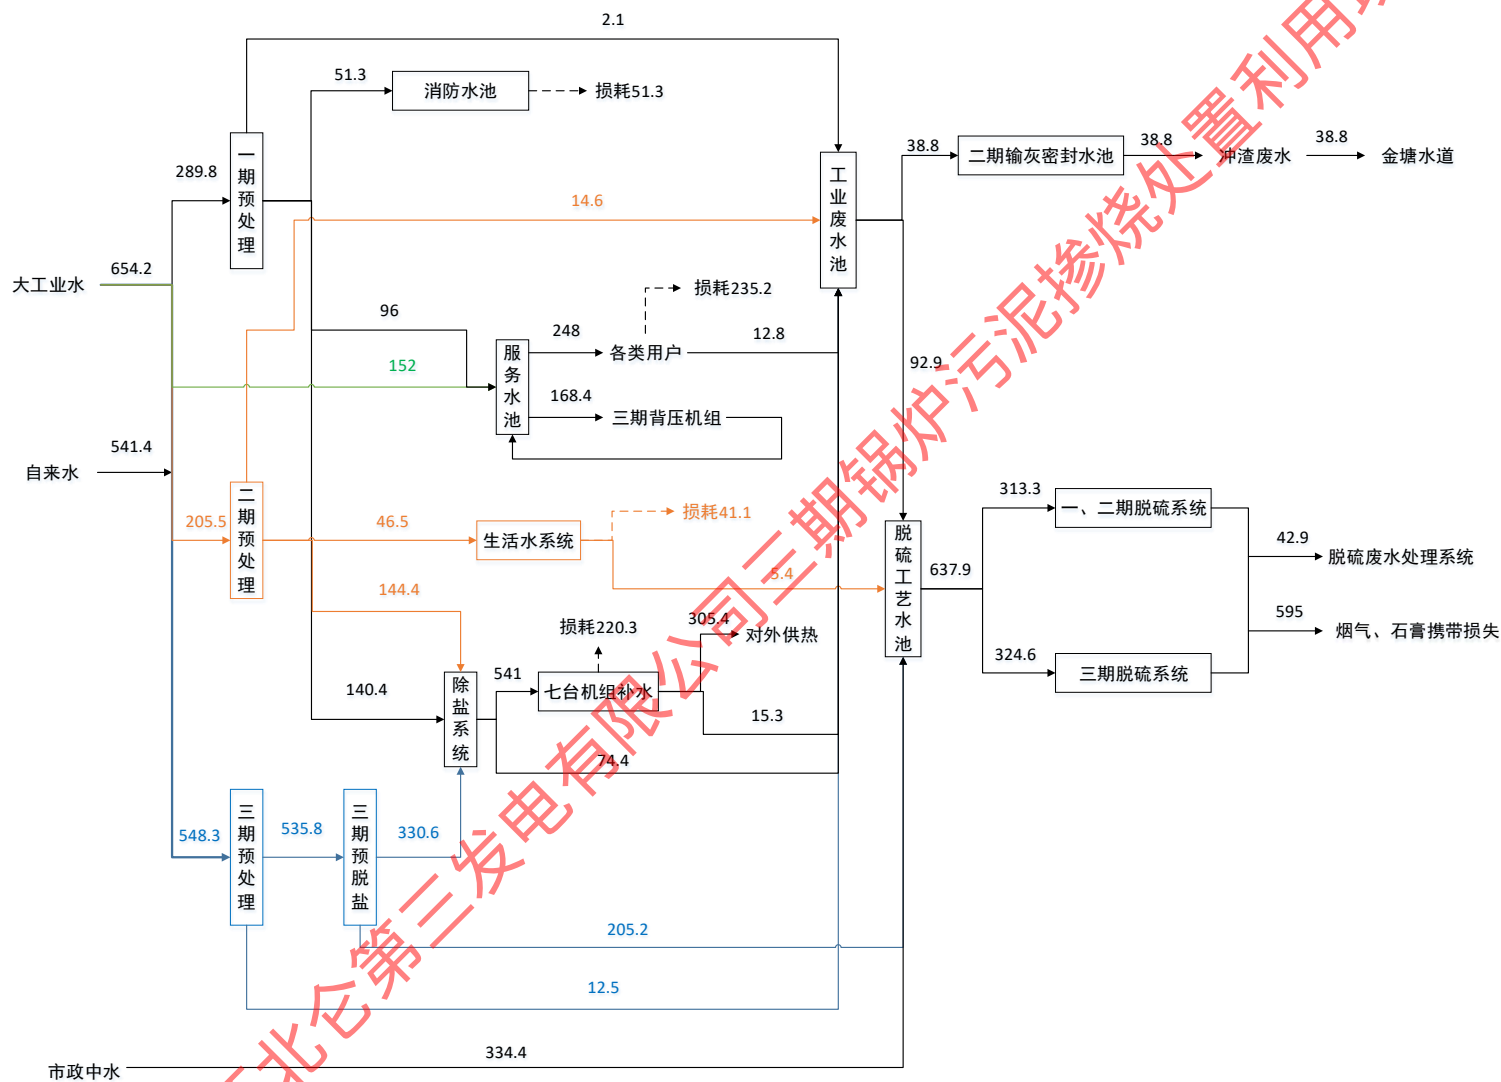 2.1
51.3
消防水池
损耗51.3
一期预处理
289.8
工业废水池
38.8
二期输灰密封水池
38.8
冲渣废水
38.8
金塘水道
14.6
大工业水
654.2
损耗235.2
96
248
各类用户
12.8
服务水池
152
92.9
168.4
三期背压机组
自来水
541.4
二期预处理
205.5
46.5
生活水系统
损耗41.1
脱硫工艺水池
313.3
一、二期脱硫系统
42.9
脱硫废水处理系统
5.4
637.9
144.4
损耗220.3
305.4
对外供热
595
烟气、石膏携带损失
324.6
三期脱硫系统
除盐系统
541
七台机组补水
140.4
15.3
74.4
三期预处理
548.3
535.8
三期预脱盐
330.6
205.2
12.5
334.4
市政中水
北仑第三发电有限公司三期锅炉污泥掺烧处置利用